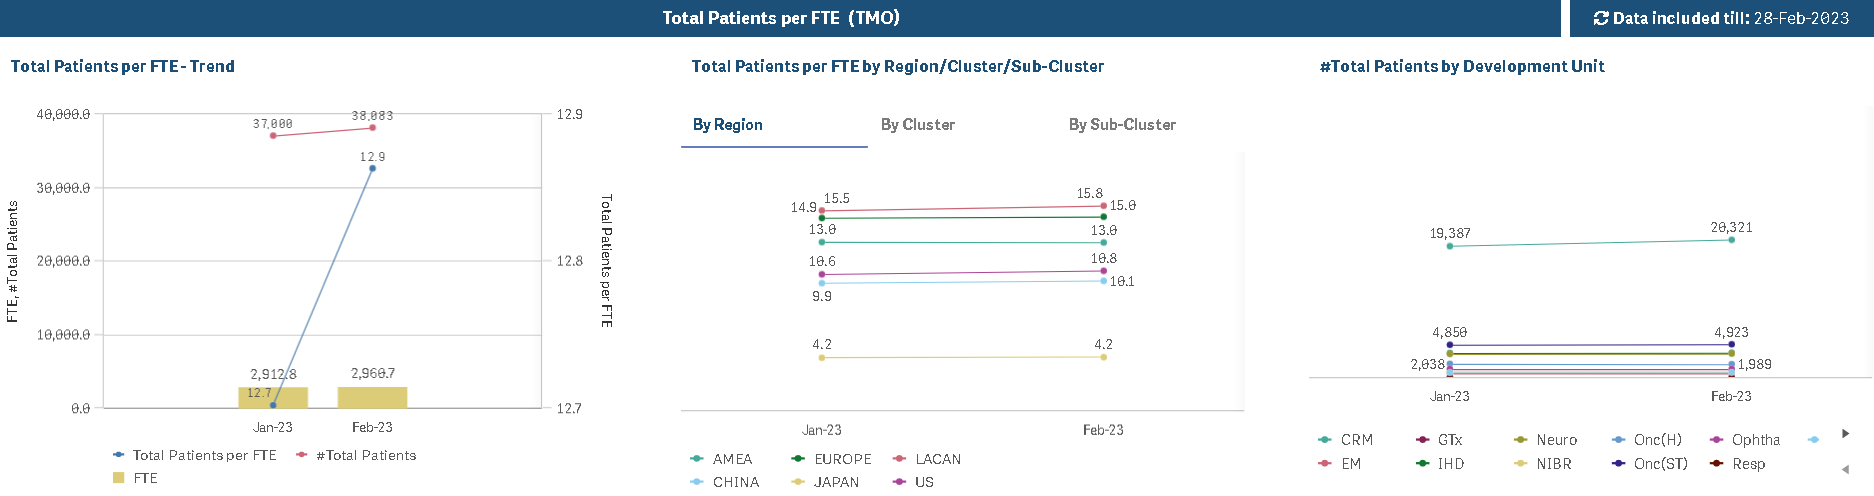 Total Patients per FTE (TMO)
Data included till: 28-Feb-2023
Total Patients per FTE - Trend
40,000.0
30,000.0
20,000.0
10,000.0
0.0
FTE, #Total Patients
37,000
38,083
12.9
2,912.8
2,960.7
12.7
12.9
12.8
12.7
Total Patients per FTE
Jan-23
Feb-23
Total Patients per FTE
#Total Patients
FTE
Total Patients per FTE by Region/Cluster/Sub-Cluster
By Region
By Cluster
By Sub-Cluster
15.5
15.8
14.9
15.0
13.0
13.0
10.6
10.8
9.9
10.1
4.2
4.2
Jan-23
Feb-23
AMEA
EUROPE
LACAN
CHINA
JAPAN
US
#Total Patients by Development Unit
19,387
20,321
4,850
4,923
2,038
1,989
Jan-23
Feb-23
CRM
GTx
Neuro
Onc(H)
Ophtha
EM
IHD
NIBR
Onc(ST)
Resp